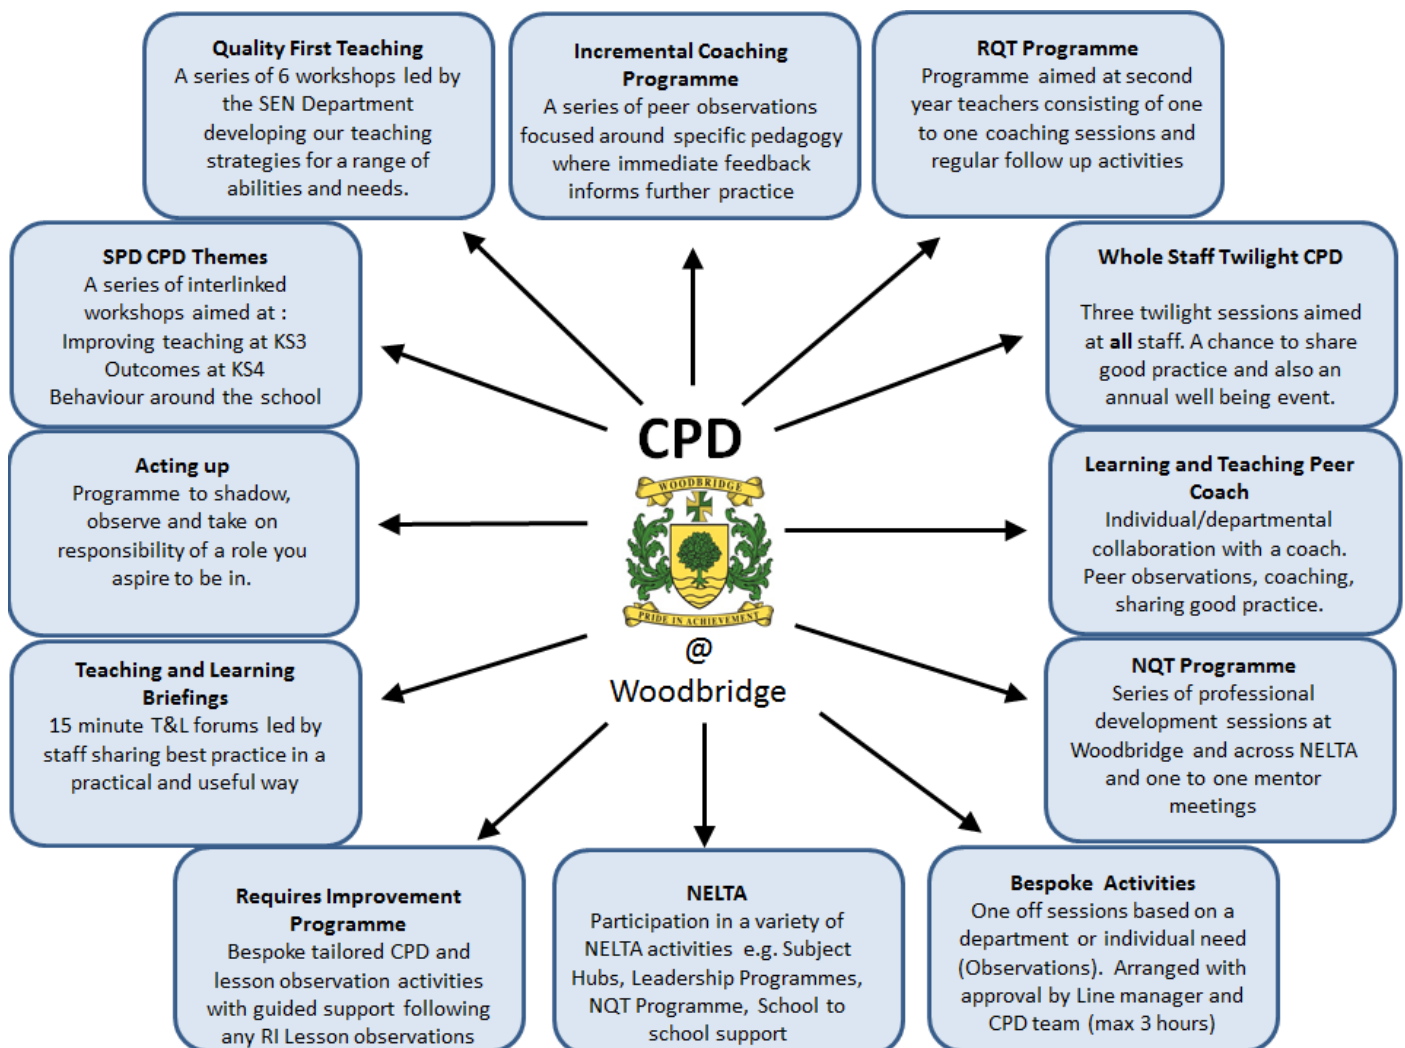 Quality First Teaching
A series of 6 workshops led by
the SEN Department
developing our teaching
strategies for a range of
abilities and needs.
Incremental Coaching
Programme
A series of peer observations
focused around specific pedagogy
where immediate feedback
informs further practice
RQT Programme
Programme aimed at second
year teachers consisting of one
to one coaching sessions and
regular follow up activities
SPD CPD Themes
A series of interlinked
workshops aimed at :
Improving teaching at KS3
Outcomes at KS4
Behaviour around the school
Whole Staff Twilight CPD
Three twilight sessions aimed
at all staff. A chance to share
good practice and also an
annual well being event.
CPD
WOODBRIDGE
PRIDE IN ACHIEVEMENT
@
Woodbridge
Acting up
Programme to shadow,
observe and take on
responsibility of a role you
aspire to be in.
Learning and Teaching Peer
Coach
Individual/departmental
collaboration with a coach.
Peer observations, coaching,
sharing good practice.
Teaching and Learning
Briefings
15 minute T&L forums led by
staff sharing best practice in a
practical and useful way
NQT Programme
Series of professional
development sessions at
Woodbridge and across NELTA
and one to one mentor
meetings
Requires Improvement
Programme
Bespoke tailored CPD and
lesson observation activities
with guided support following
any RI Lesson observations
NELTA
Participation in a variety of
NELTA activities e.g. Subject
Hubs, Leadership Programmes,
NQT Programme, School to
school support
Bespoke Activities
One off sessions based on a
department or individual need
(Observations). Arranged with
approval by Line manager and
CPD team (max 3 hours)